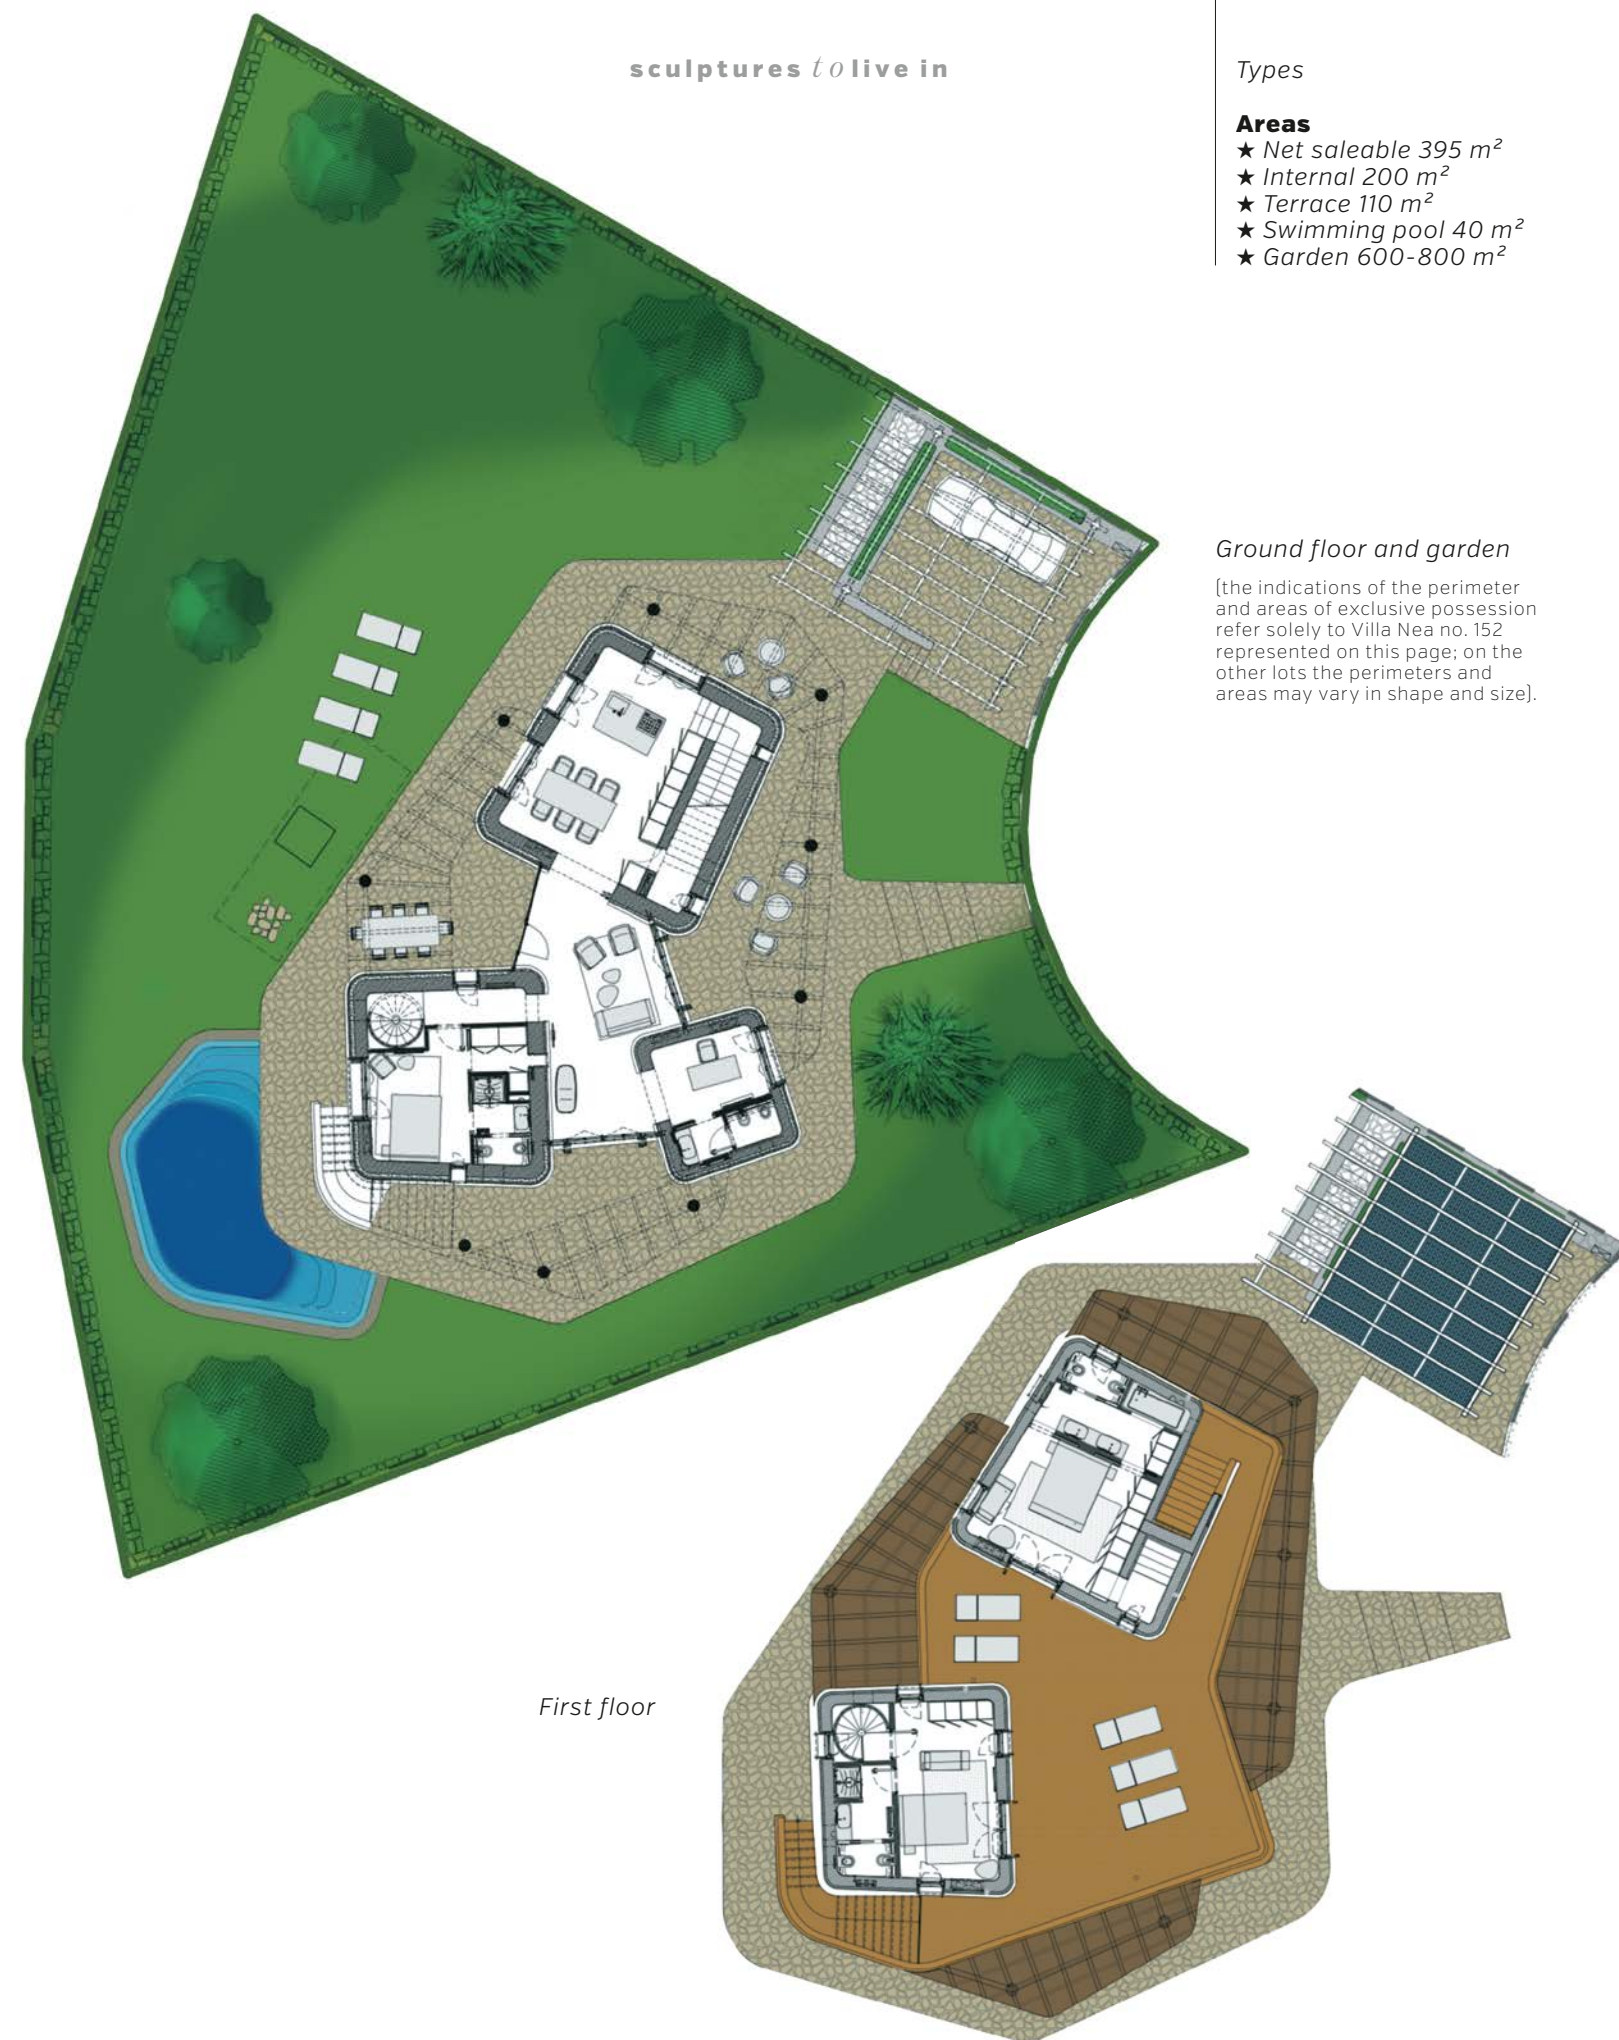 sculptures to live in
Types
Areas
★ Net saleable 395 m²
★ Internal 200 m²
★ Terrace 110 m²
★ Swimming pool 40 m²
★ Garden 600-800 m²
Ground floor and garden
(the indications of the perimeter
and areas of exclusive possession
refer solely to Villa Nea no. 152
represented on this page; on the
other lots the perimeters and
areas may vary in shape and size).
First floor